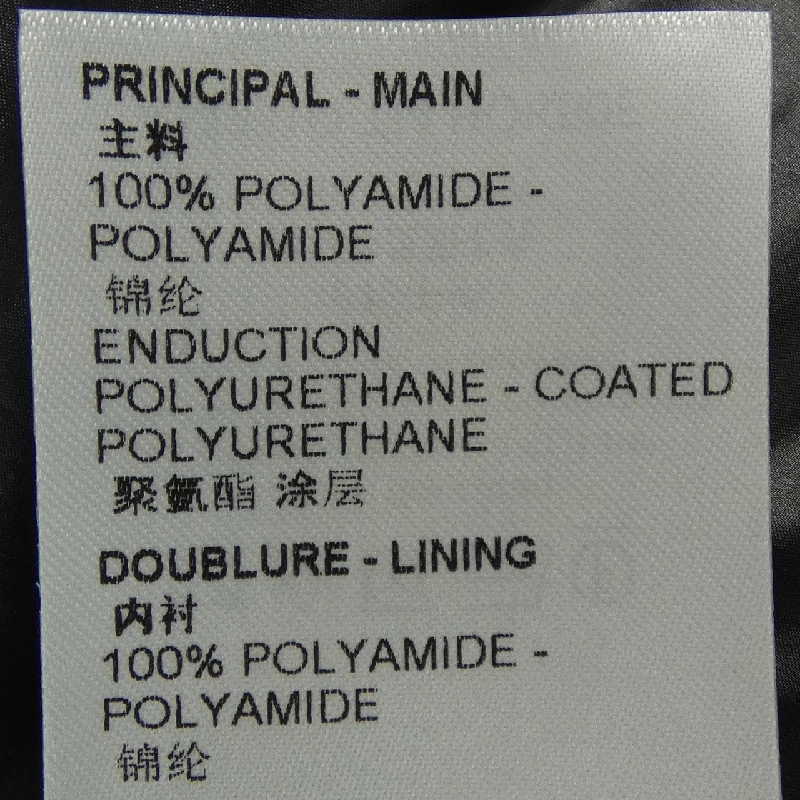 PRINCIPAL - MAIN
主料
100% POLYAMIDE -
POLYAMIDE
锦纶
ENDUCTION
POLYURETHANE - COATED
POLYURETHANE
聚氨酯 涂层
DOUBLURE - LINING
内衬
100% POLYAMIDE -
POLYAMIDE
锦纶